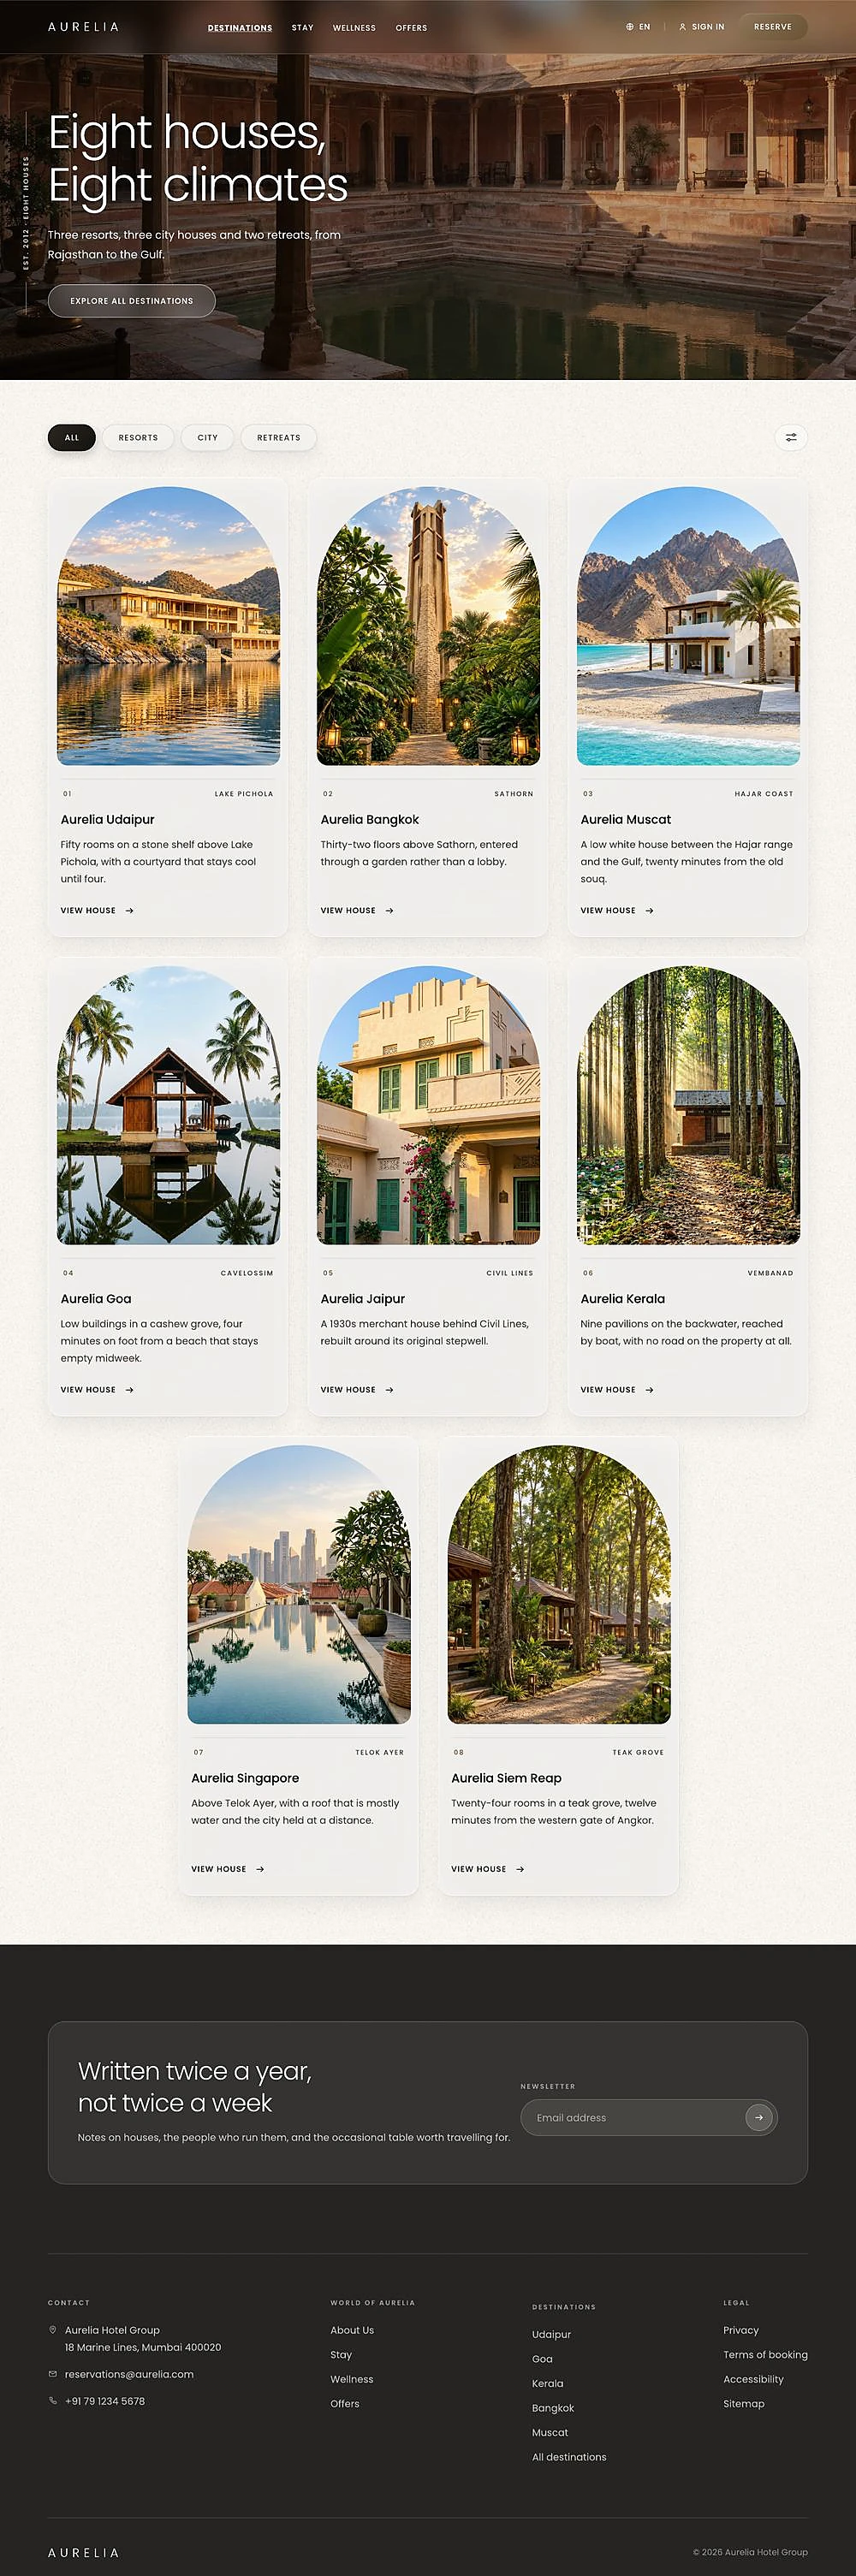 AURELIA
DESTINATIONS
STAY
WELLNESS
OFFERS
EN
SIGN IN
RESERVE
EST. 2012 · EIGHT HOUSES
Eight houses,
Eight climates
Three resorts, three city houses and two retreats, from
Rajasthan to the Gulf.
EXPLORE ALL DESTINATIONS
ALL
RESORTS
CITY
RETREATS
01
LAKE PICHOLA
Aurelia Udaipur
Fifty rooms on a stone shelf above Lake
Pichola, with a courtyard that stays cool
until four.
VIEW HOUSE
02
SATHORN
Aurelia Bangkok
Thirty-two floors above Sathorn, entered
through a garden rather than a lobby.
VIEW HOUSE
03
HAJAR COAST
Aurelia Muscat
A low white house between the Hajar range
and the Gulf, twenty minutes from the old
souq.
VIEW HOUSE
04
CAVELOSSIM
Aurelia Goa
Low buildings in a cashew grove, four
minutes on foot from a beach that stays
empty midweek.
VIEW HOUSE
05
CIVIL LINES
Aurelia Jaipur
A 1930s merchant house behind Civil Lines,
rebuilt around its original stepwell.
VIEW HOUSE
06
VEMBANAD
Aurelia Kerala
Nine pavilions on the backwater, reached
by boat, with no road on the property at all.
VIEW HOUSE
07
TELOK AYER
Aurelia Singapore
Above Telok Ayer, with a roof that is mostly
water and the city held at a distance.
VIEW HOUSE
08
TEAK GROVE
Aurelia Siem Reap
Twenty-four rooms in a teak grove, twelve
minutes from the western gate of Angkor.
VIEW HOUSE
Written twice a year,
not twice a week
Notes on houses, the people who run them, and the occasional table worth travelling for.
NEWSLETTER
Email address
CONTACT
Aurelia Hotel Group
18 Marine Lines, Mumbai 400020
reservations@aurelia.com
+91 79 1234 5678
WORLD OF AURELIA
About Us
Stay
Wellness
Offers
DESTINATIONS
Udaipur
Goa
Kerala
Bangkok
Muscat
All destinations
LEGAL
Privacy
Terms of booking
Accessibility
Sitemap
AURELIA
© 2026 Aurelia Hotel Group